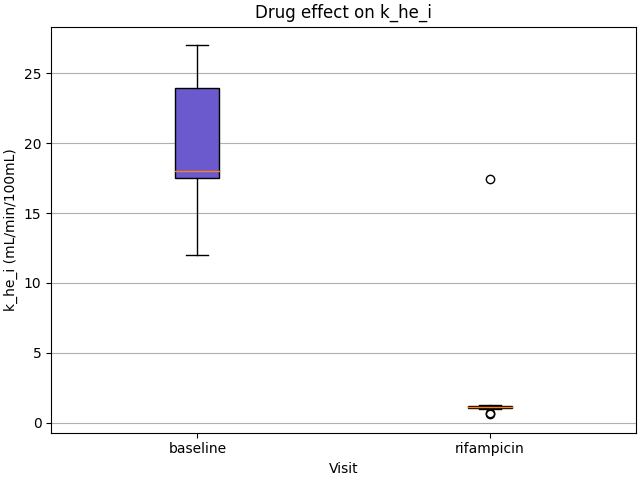 Drug effect on k_he_i
k_he_i (mL/min/100mL)
25
20
15
10
5
0
baseline
rifampicin
Visit